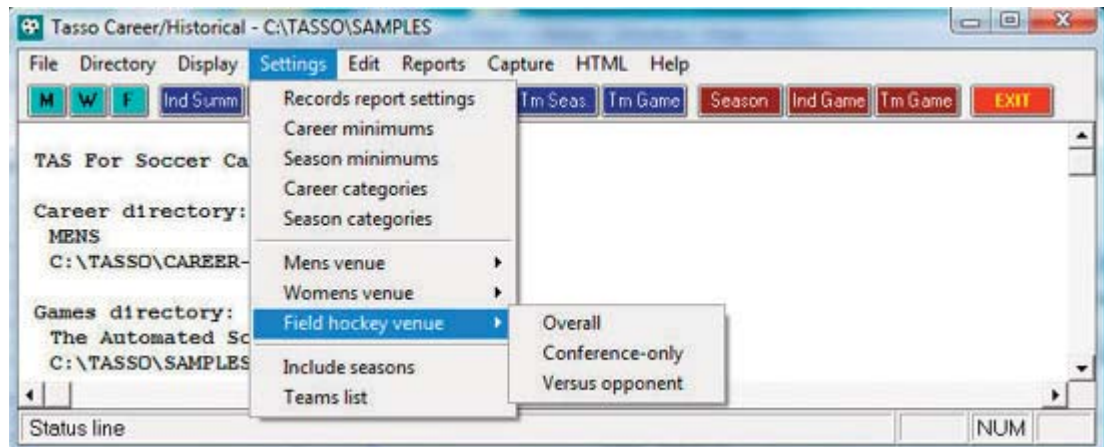 Tasso Career/Historical - C:\TASSO\SAMPLES
File Directory Display Settings Edit Reports Capture HTML Help
M W F Ind Summ Tm Seas Tm Game Season Ind Game Tm Game EXIT
Records report settings
Career minimums
Season minimums
Career categories
Season categories
Mens venue
Womens venue
Field hockey venue
Include seasons
Teams list
Overall
Conference-only
Versus opponent
TAS For Soccer Ca
Career directory:
MENS
C:\TASSO\CAREER-
Games directory:
The Automated Sc
C:\TASSO\SAMPLES
Status line NUM